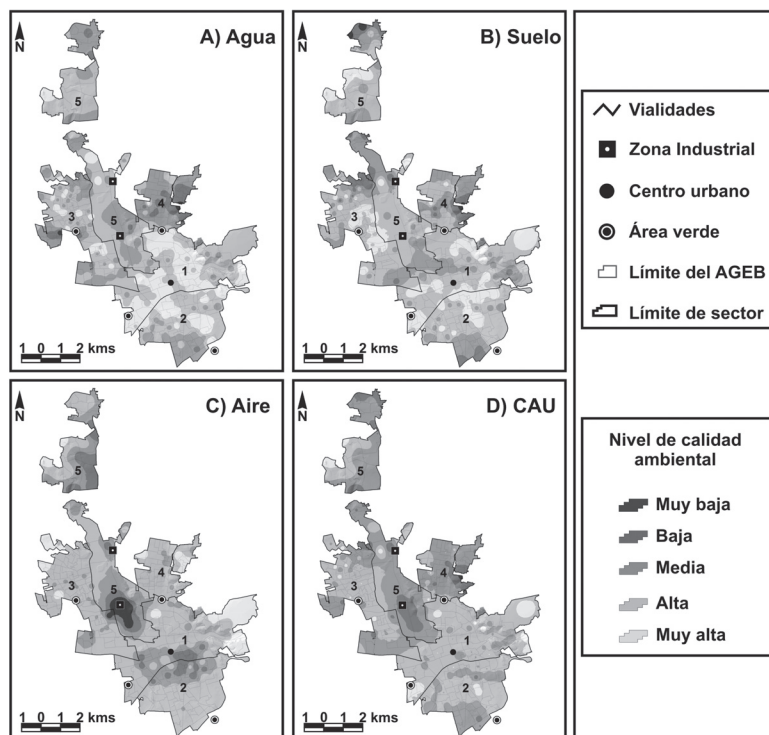 A) Agua
N
5
3
5
4
1
2
1 0 1 2 kms
B) Suelo
N
5
3
5
4
1
2
1 0 1 2 kms
C) Aire
N
5
3
5
4
1
2
1 0 1 2 kms
D) CAU
N
5
3
5
4
1
2
1 0 1 2 kms
Vialidades
Zona Industrial
Centro urbano
Área verde
Límite del AGEB
Límite de sector
Nivel de calidad
ambiental
Muy baja
Baja
Media
Alta
Muy alta